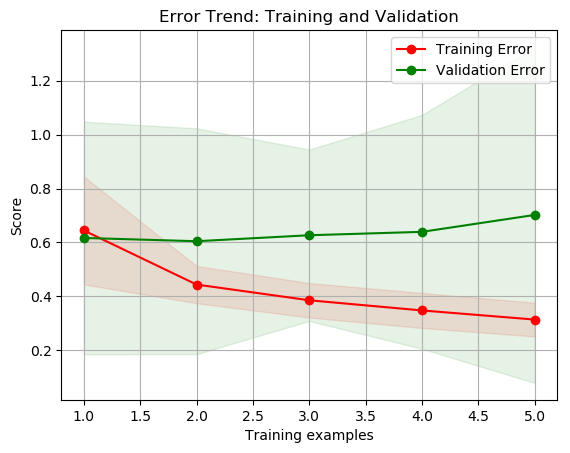 Error Trend: Training and Validation
Training Error
Validation Error
Score
1.2
1.0
0.8
0.6
0.4
0.2
1.0 1.5 2.0 2.5 3.0 3.5 4.0 4.5 5.0
Training examples